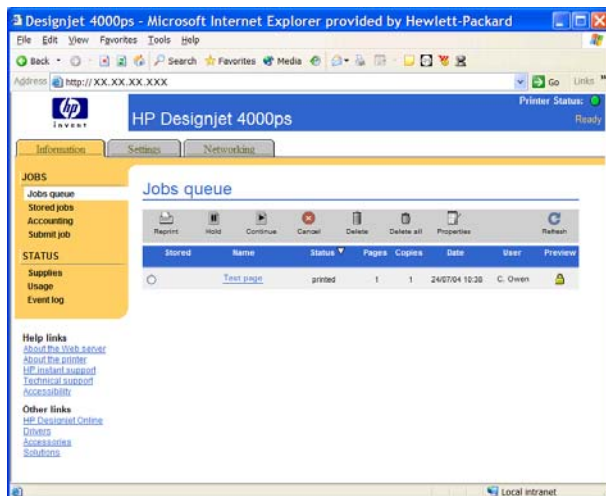 Designjet 4000ps - Microsoft Internet Explorer provided by Hewlett-Packard
File Edit View Favorites Tools Help
Back Search Favorites Media
Address http://XX.XX.XX.XXX Go Links »
hp
invent
HP Designjet 4000ps
Printer Status:
Ready
Information Settings Networking
JOBS
Jobs queue
Stored jobs
Accounting
Submit job
STATUS
Supplies
Usage
Event log
Help links
About the Web server
About the printer
HP instant support
Technical support
Accessibility
Other links
HP Designjet Online
Drivers
Accessories
Solutions
Jobs queue
Reprint Hold Continue Cancel Delete Delete all Properties Refresh
Stored Name Status Pages Copies Date User Preview
Test page printed 1 1 24/07/04 10:38 C. Owen
Local intranet